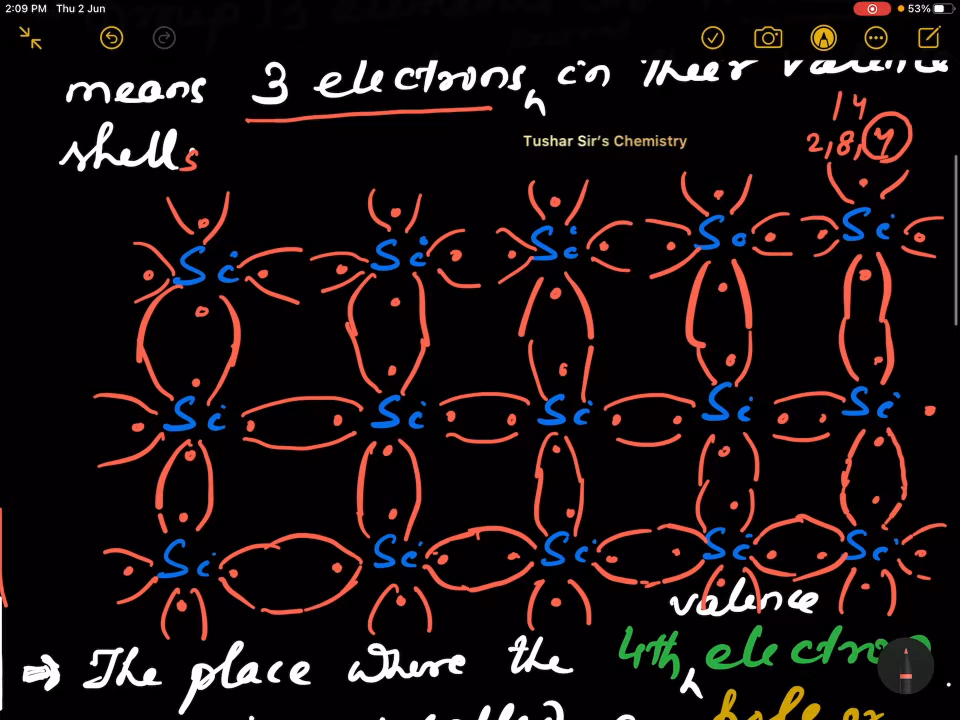 2:09 PM Thu 2 Jun 53%
means 3 electrons in their valence
shells
Tushar Sir's Chemistry
14
2,8,4
Si Si Si Si Si
Si Si Si Si Si
Si Si Si Si Si
valence
⇒ The place where the 4th electron
hole or